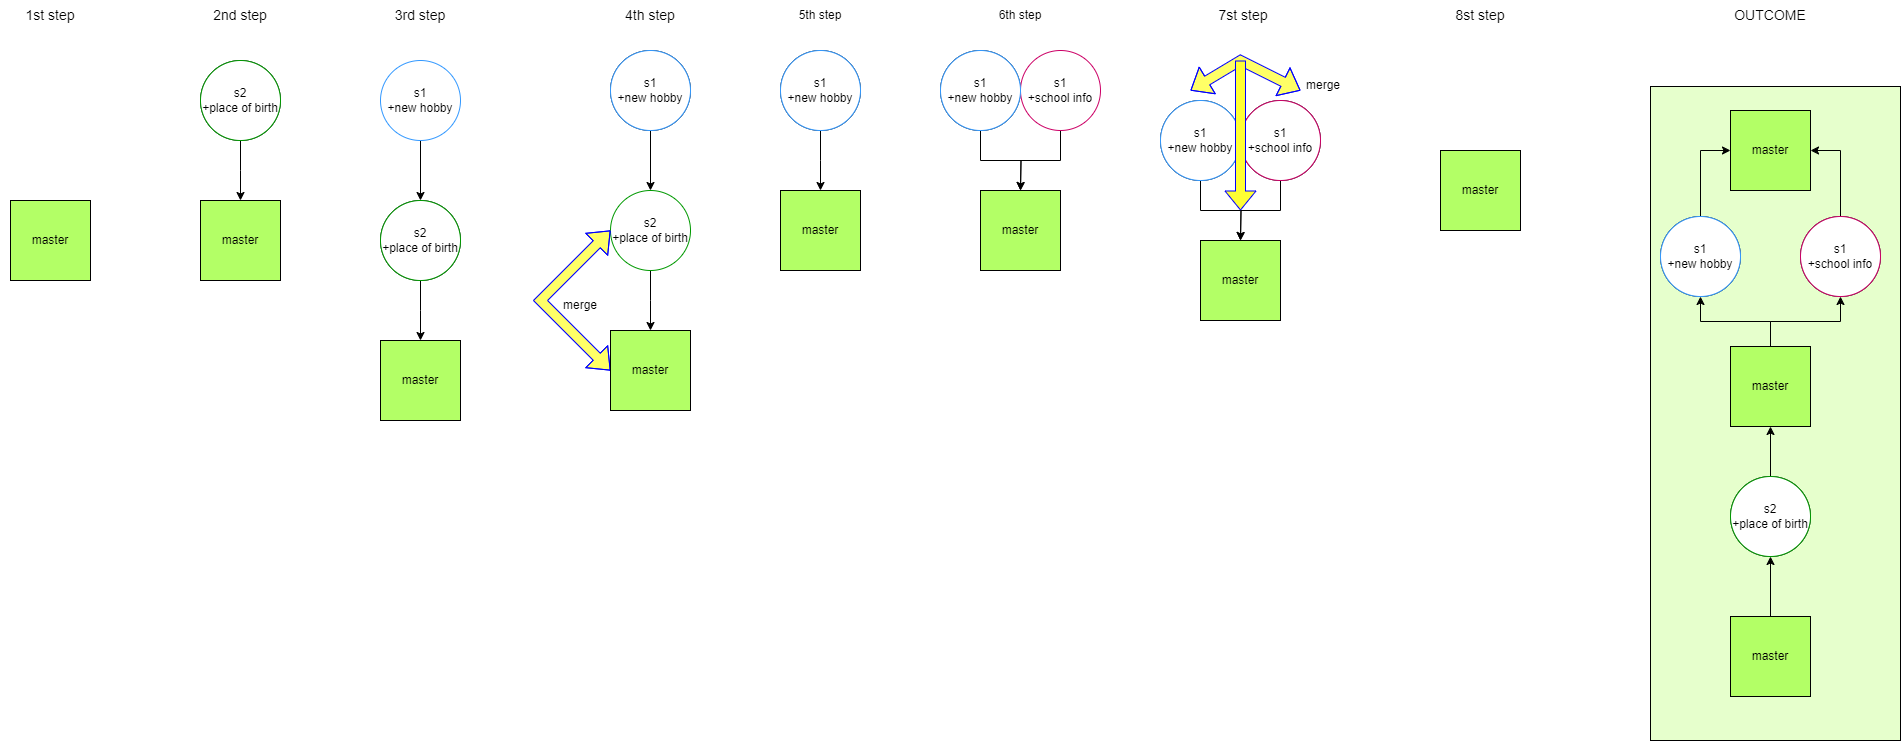 1st step
master
2nd step
s2
+place of birth
master
3rd step
s1
+new hobby
s2
+place of birth
master
4th step
s1
+new hobby
s2
+place of birth
merge
master
5th step
s1
+new hobby
master
6th step
s1
+new hobby
s1
+school info
master
7st step
merge
s1
+new hobby
s1
+school info
master
8st step
master
OUTCOME
master
s1
+new hobby
s1
+school info
master
s2
+place of birth
master